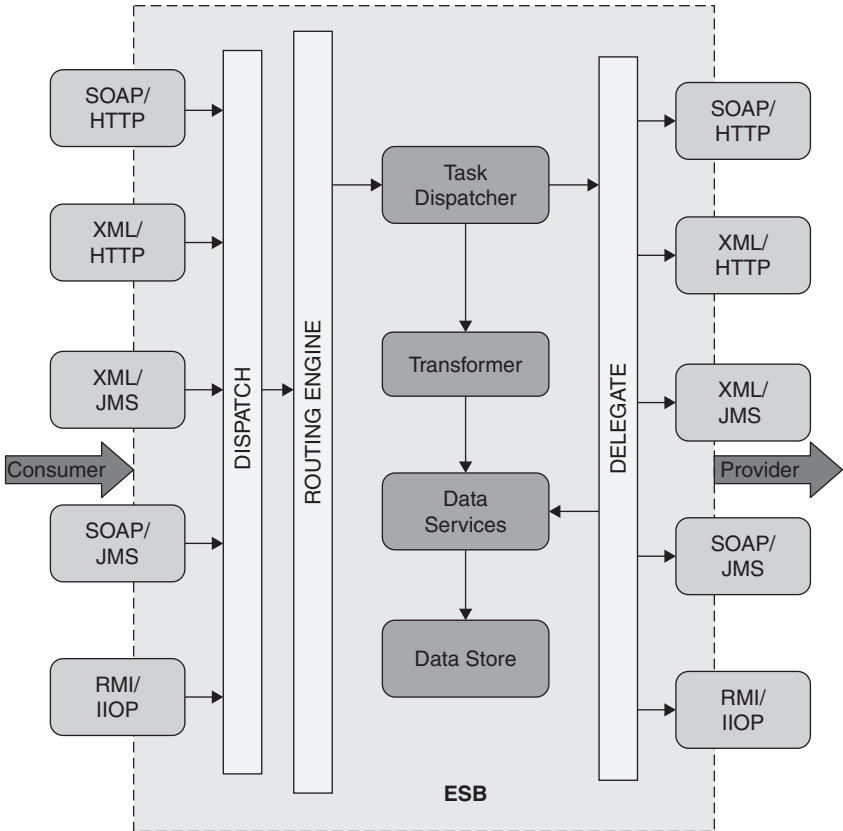 SOAP/
HTTP
XML/
HTTP
XML/
JMS
Consumer
SOAP/
JMS
RMI/
IIOP
DISPATCH
ROUTING ENGINE
Task
Dispatcher
Transformer
Data
Services
Data Store
DELEGATE
SOAP/
HTTP
XML/
HTTP
XML/
JMS
Provider
SOAP/
JMS
RMI/
IIOP
ESB